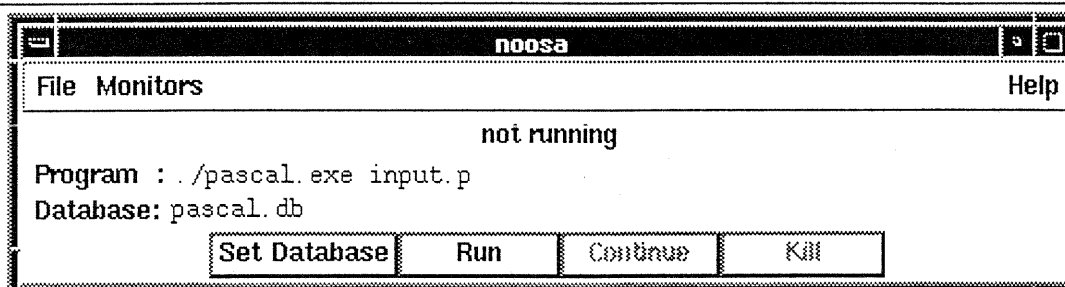 noosa
File Monitors Help
not running
Program : ./pascal.exe input.p
Database: pascal.db
Set Database Run Continue Kill